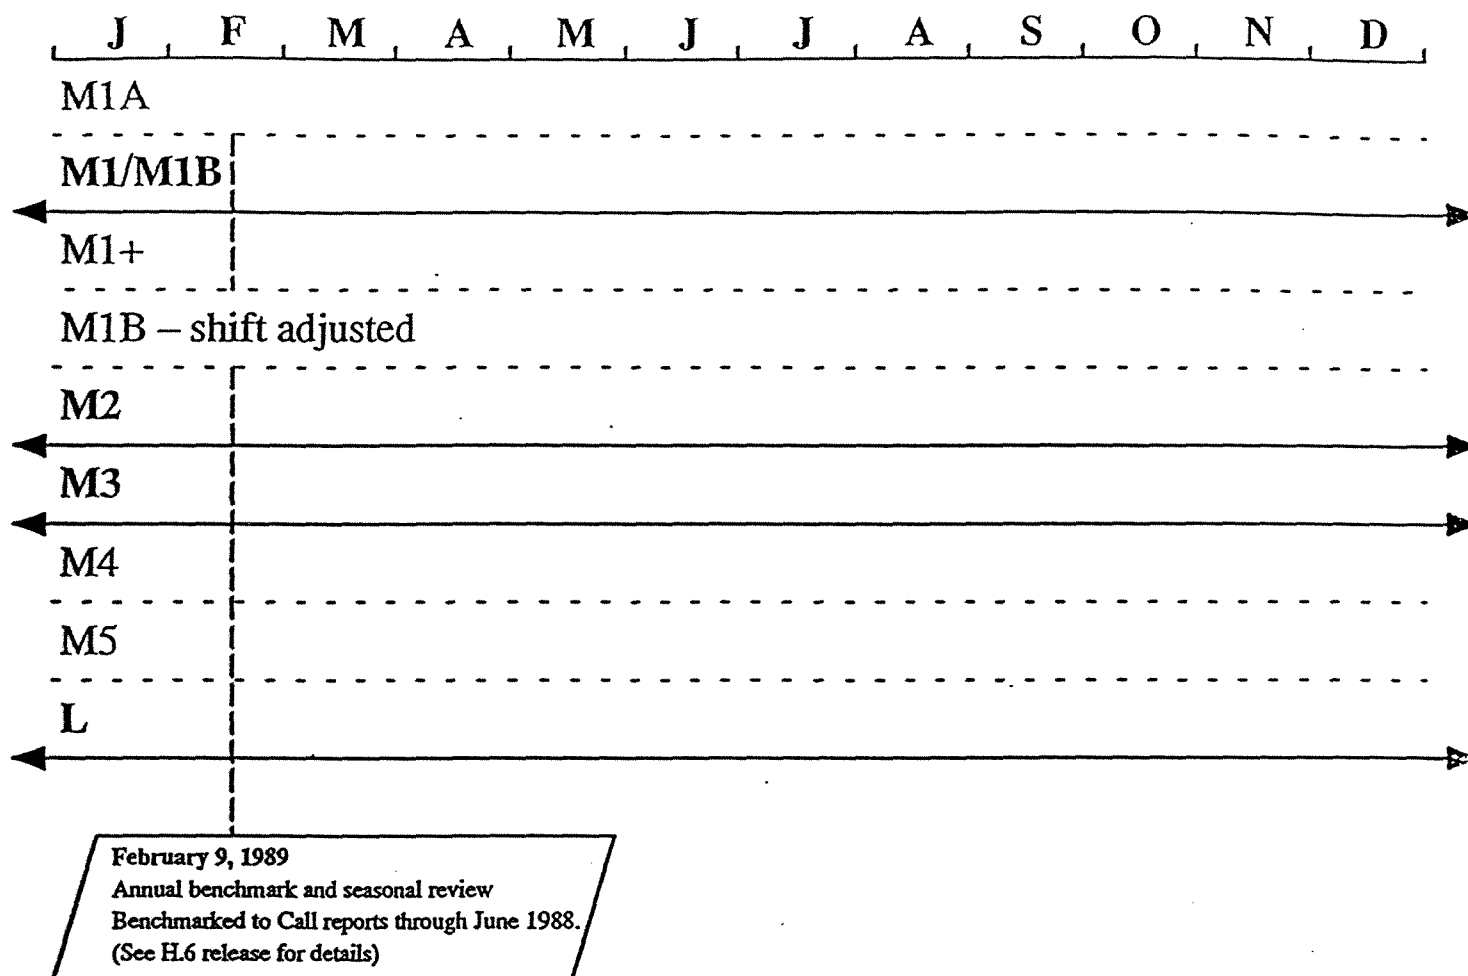 J F M A M J J A S O N D
M1A
M1/M1B
M1+
M1B – shift adjusted
M2
M3
M4
M5
L
February 9, 1989
Annual benchmark and seasonal review
Benchmarked to Call reports through June 1988.
(See H.6 release for details)